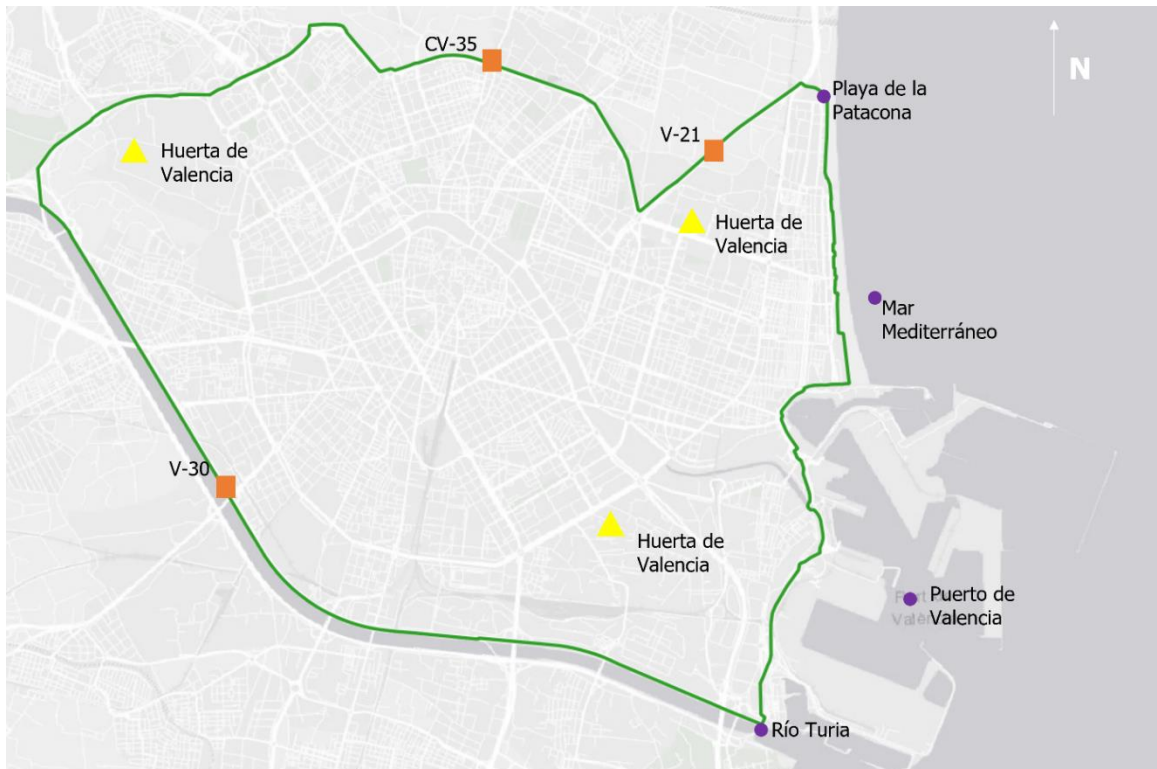 CV-35
N
Playa de la
Patacona
V-21
Huerta de
Valencia
Huerta de
Valencia
Mar
Mediterráneo
V-30
Huerta de
Valencia
Puerto de
Valencia
Río Turia